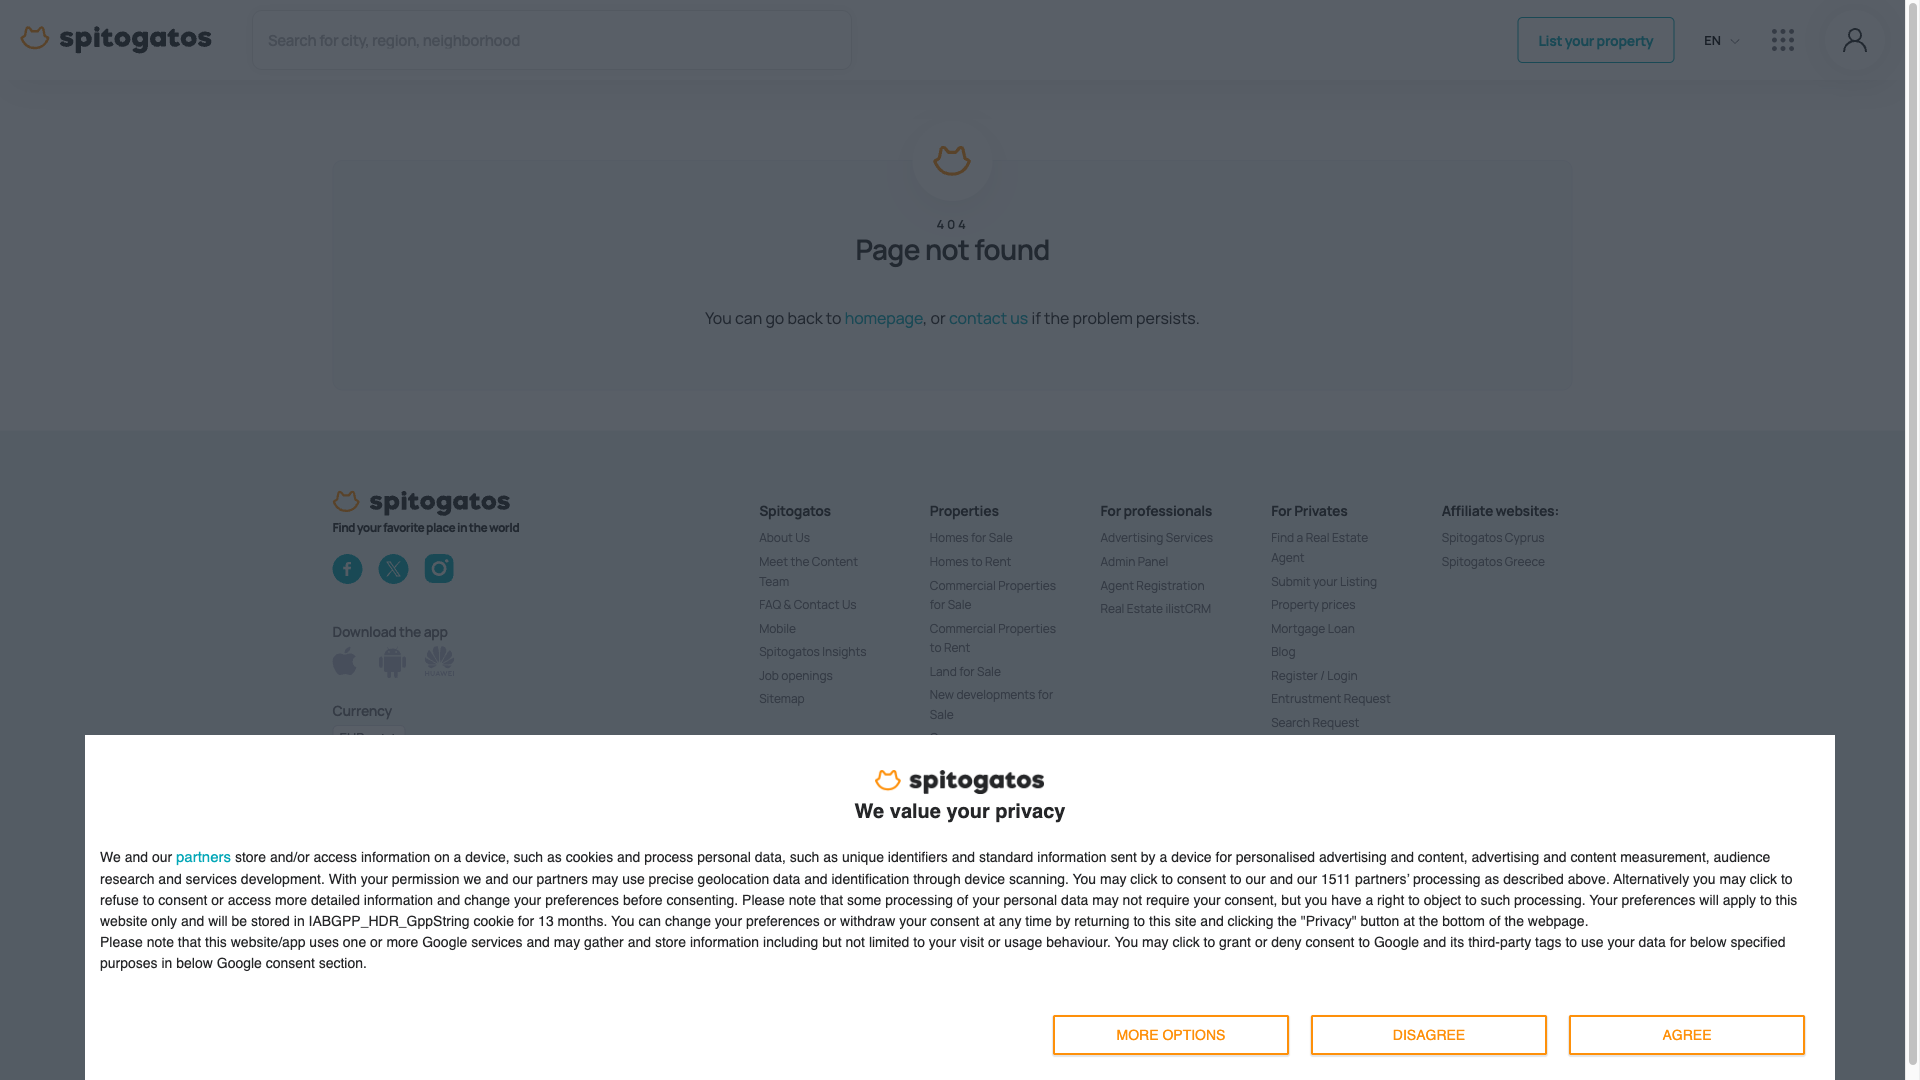 spitogatos
Search for city, region, neighborhood
List your property
EN
404
Page not found
You can go back to homepage, or contact us if the problem persists.
spitogatos
Find your favorite place in the world
Download the app
HUAWEI
Currency
Spitogatos
About Us
Meet the Content
Team
FAQ & Contact Us
Mobile
Spitogatos Insights
Job openings
Sitemap
Properties
Homes for Sale
Homes to Rent
Commercial Properties
for Sale
Commercial Properties
to Rent
Land for Sale
New developments for
Sale
For professionals
Advertising Services
Admin Panel
Agent Registration
Real Estate ilistCRM
For Privates
Find a Real Estate
Agent
Submit your Listing
Property prices
Mortgage Loan
Blog
Register / Login
Entrustment Request
Search Request
Affiliate websites:
Spitogatos Cyprus
Spitogatos Greece
spitogatos
We value your privacy
We and our partners store and/or access information on a device, such as cookies and process personal data, such as unique identifiers and standard information sent by a device for personalised advertising and content, advertising and content measurement, audience
research and services development. With your permission we and our partners may use precise geolocation data and identification through device scanning. You may click to consent to our and our 1511 partners’ processing as described above. Alternatively you may click to
refuse to consent or access more detailed information and change your preferences before consenting. Please note that some processing of your personal data may not require your consent, but you have a right to object to such processing. Your preferences will apply to this
website only and will be stored in IABGPP_HDR_GppString cookie for 13 months. You can change your preferences or withdraw your consent at any time by returning to this site and clicking the "Privacy" button at the bottom of the webpage.
Please note that this website/app uses one or more Google services and may gather and store information including but not limited to your visit or usage behaviour. You may click to grant or deny consent to Google and its third-party tags to use your data for below specified
purposes in below Google consent section.
MORE OPTIONS
DISAGREE
AGREE